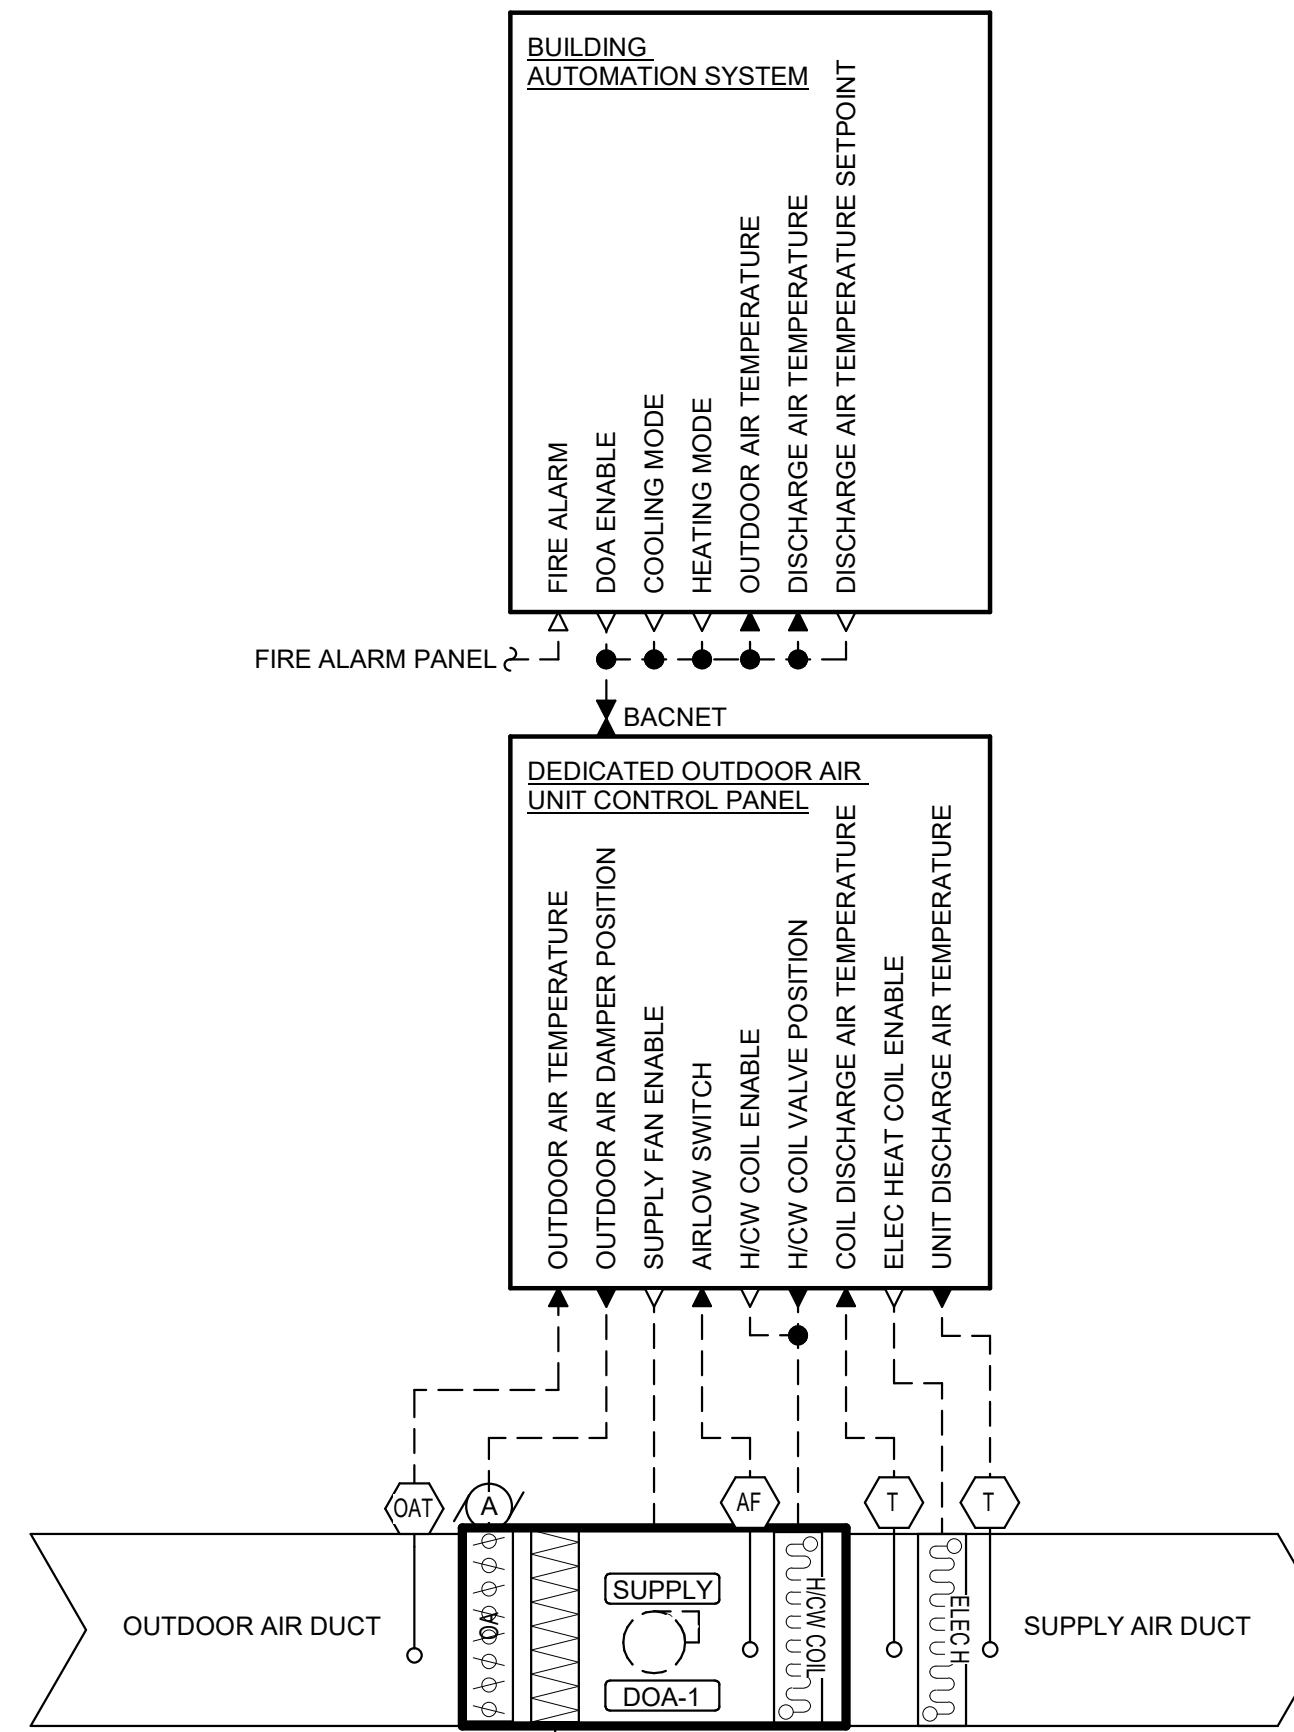 BUILDING
AUTOMATION SYSTEM
FIRE ALARM
DOA ENABLE
COOLING MODE
HEATING MODE
OUTDOOR AIR TEMPERATURE
DISCHARGE AIR TEMPERATURE
DISCHARGE AIR TEMPERATURE SETPOINT
FIRE ALARM PANEL
BACNET
DEDICATED OUTDOOR AIR
UNIT CONTROL PANEL
OUTDOOR AIR TEMPERATURE
OUTDOOR AIR DAMPER POSITION
SUPPLY FAN ENABLE
AIRLOW SWITCH
H/CW COIL ENABLE
H/CW COIL VALVE POSITION
COIL DISCHARGE AIR TEMPERATURE
ELEC HEAT COIL ENABLE
UNIT DISCHARGE AIR TEMPERATURE
OAT
A
AF
T
T
OUTDOOR AIR DUCT
OA
SUPPLY
DOA-1
H/CW COIL
ELEC H
SUPPLY AIR DUCT